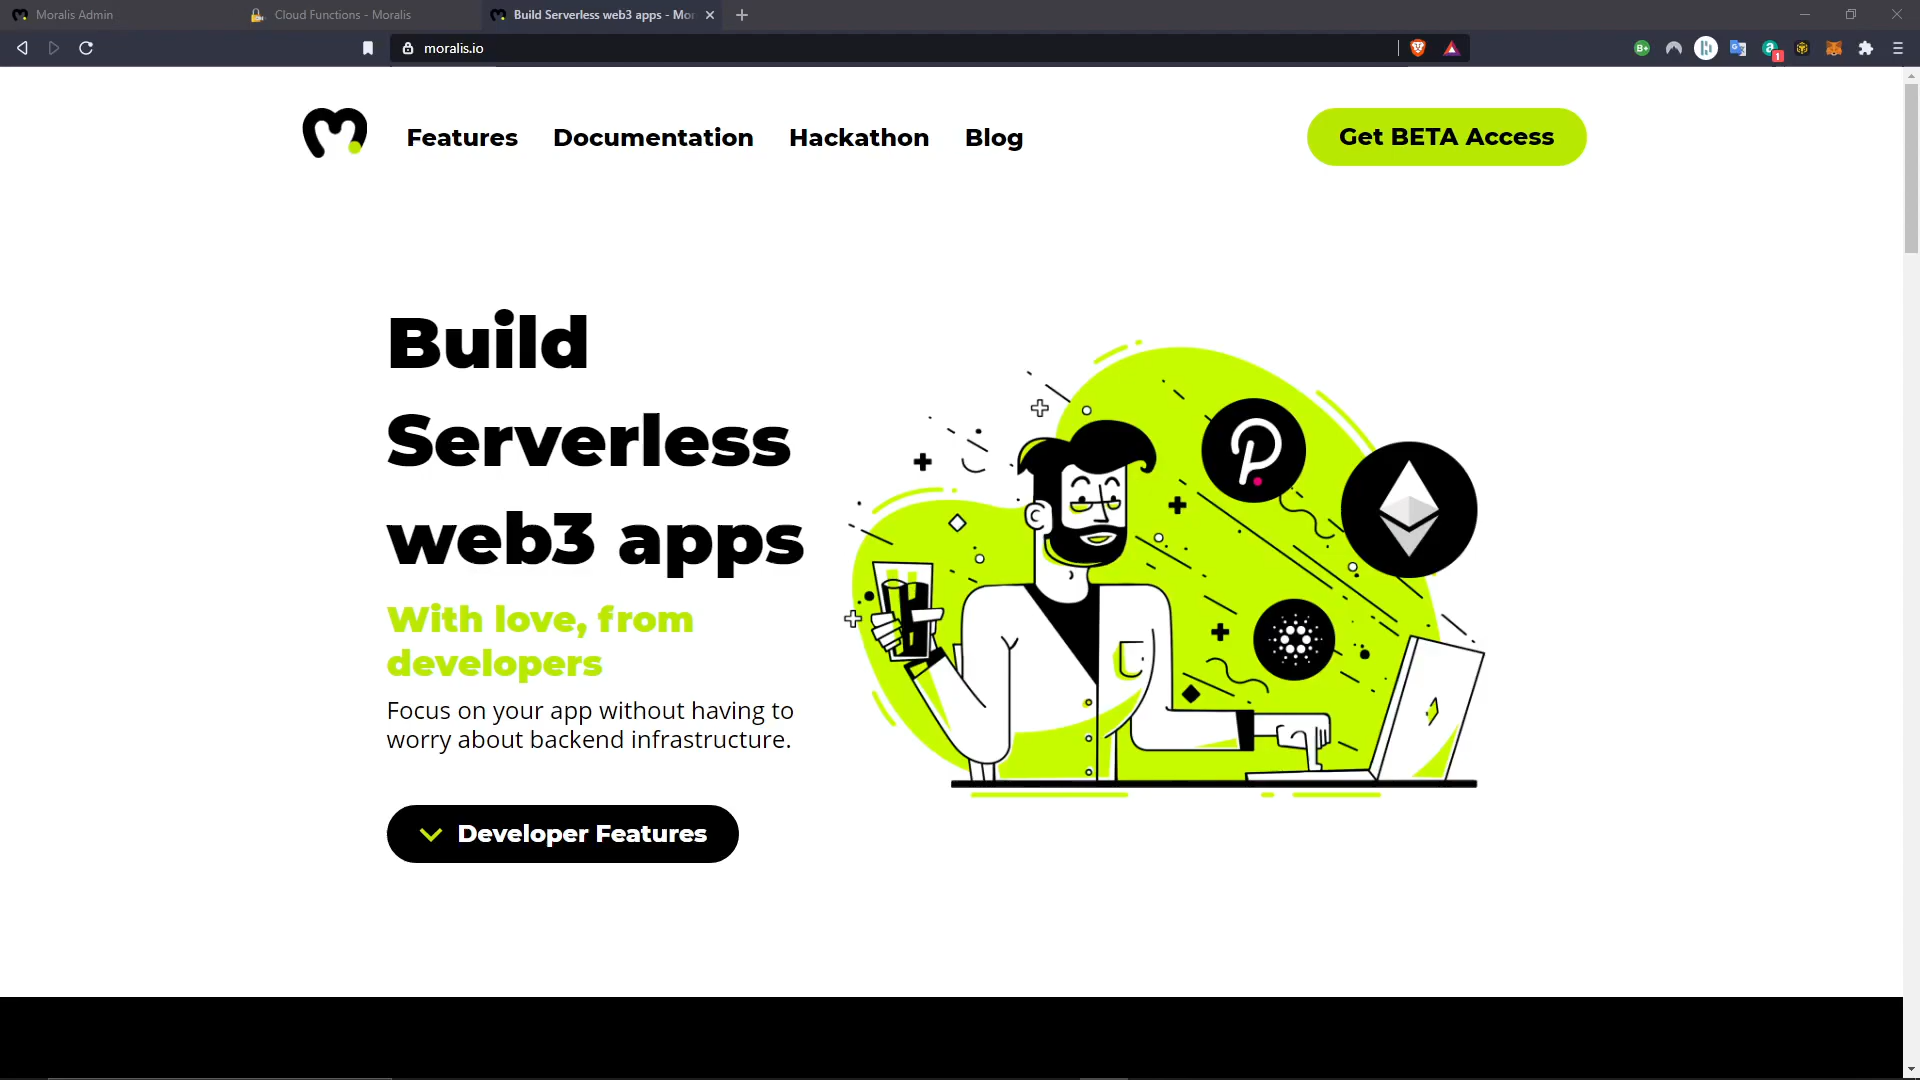 Moralis Admin
Cloud Functions - Moralis
Build Serverless web3 apps - Mor
moralis.io
Features
Documentation
Hackathon
Blog
Get BETA Access
Build
Serverless
web3 apps
With love, from
developers
Focus on your app without having to
worry about backend infrastructure.
Developer Features